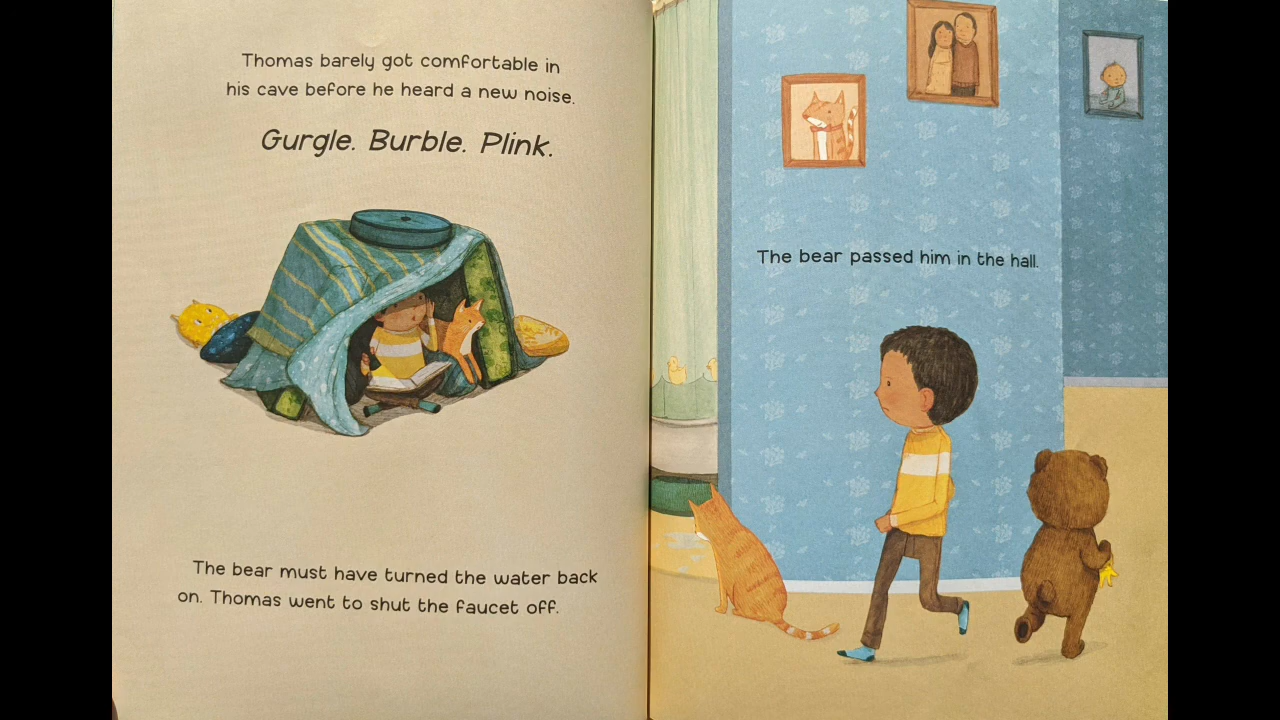 Thomas barely got comfortable in
his cave before he heard a new noise.
Gurgle. Burble. Plink.
The bear must have turned the water back
on. Thomas went to shut the faucet off.
The bear passed him in the hall.